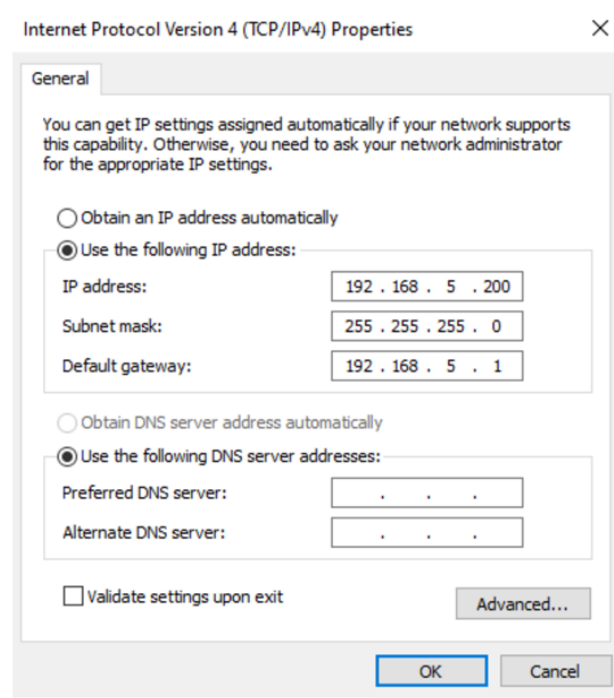 Internet Protocol Version 4 (TCP/IPv4) Properties
General
You can get IP settings assigned automatically if your network supports
this capability. Otherwise, you need to ask your network administrator
for the appropriate IP settings.
Obtain an IP address automatically
Use the following IP address:
IP address: 192 . 168 . 5 . 200
Subnet mask: 255 . 255 . 255 . 0
Default gateway: 192 . 168 . 5 . 1
Obtain DNS server address automatically
Use the following DNS server addresses:
Preferred DNS server: . . .
Alternate DNS server: . . .
Validate settings upon exit
Advanced...
OK Cancel